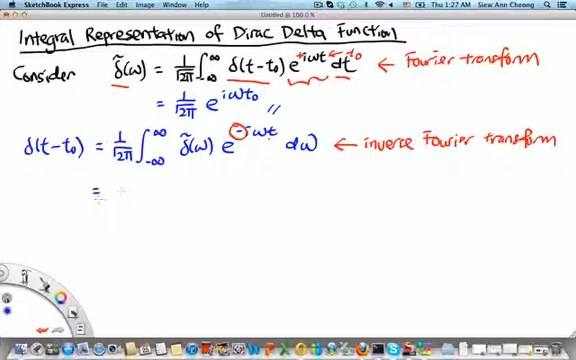 SketchBook Express File Edit Image Window Help Thu 1:27 AM Siew Ann Cheong
Untitled @ 100.0 %
Integral Representation of Dirac Delta Function
Consider δ̃(ω) = 1/√2π ∫_-∞^∞ δ(t-t₀) e^{+iωt} dt ← Fourier transform
= 1/√2π e^{iωt₀} //
δ(t-t₀) = 1/√2π ∫_-∞^∞ δ̃(ω) e^{-iωt} dω ← inverse Fourier transform
=